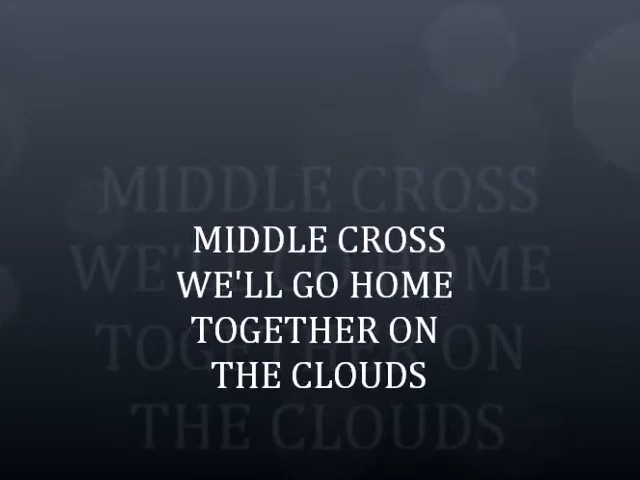 MIDDLE CROSS
WE'LL GO HOME
TOGETHER ON
THE CLOUDS